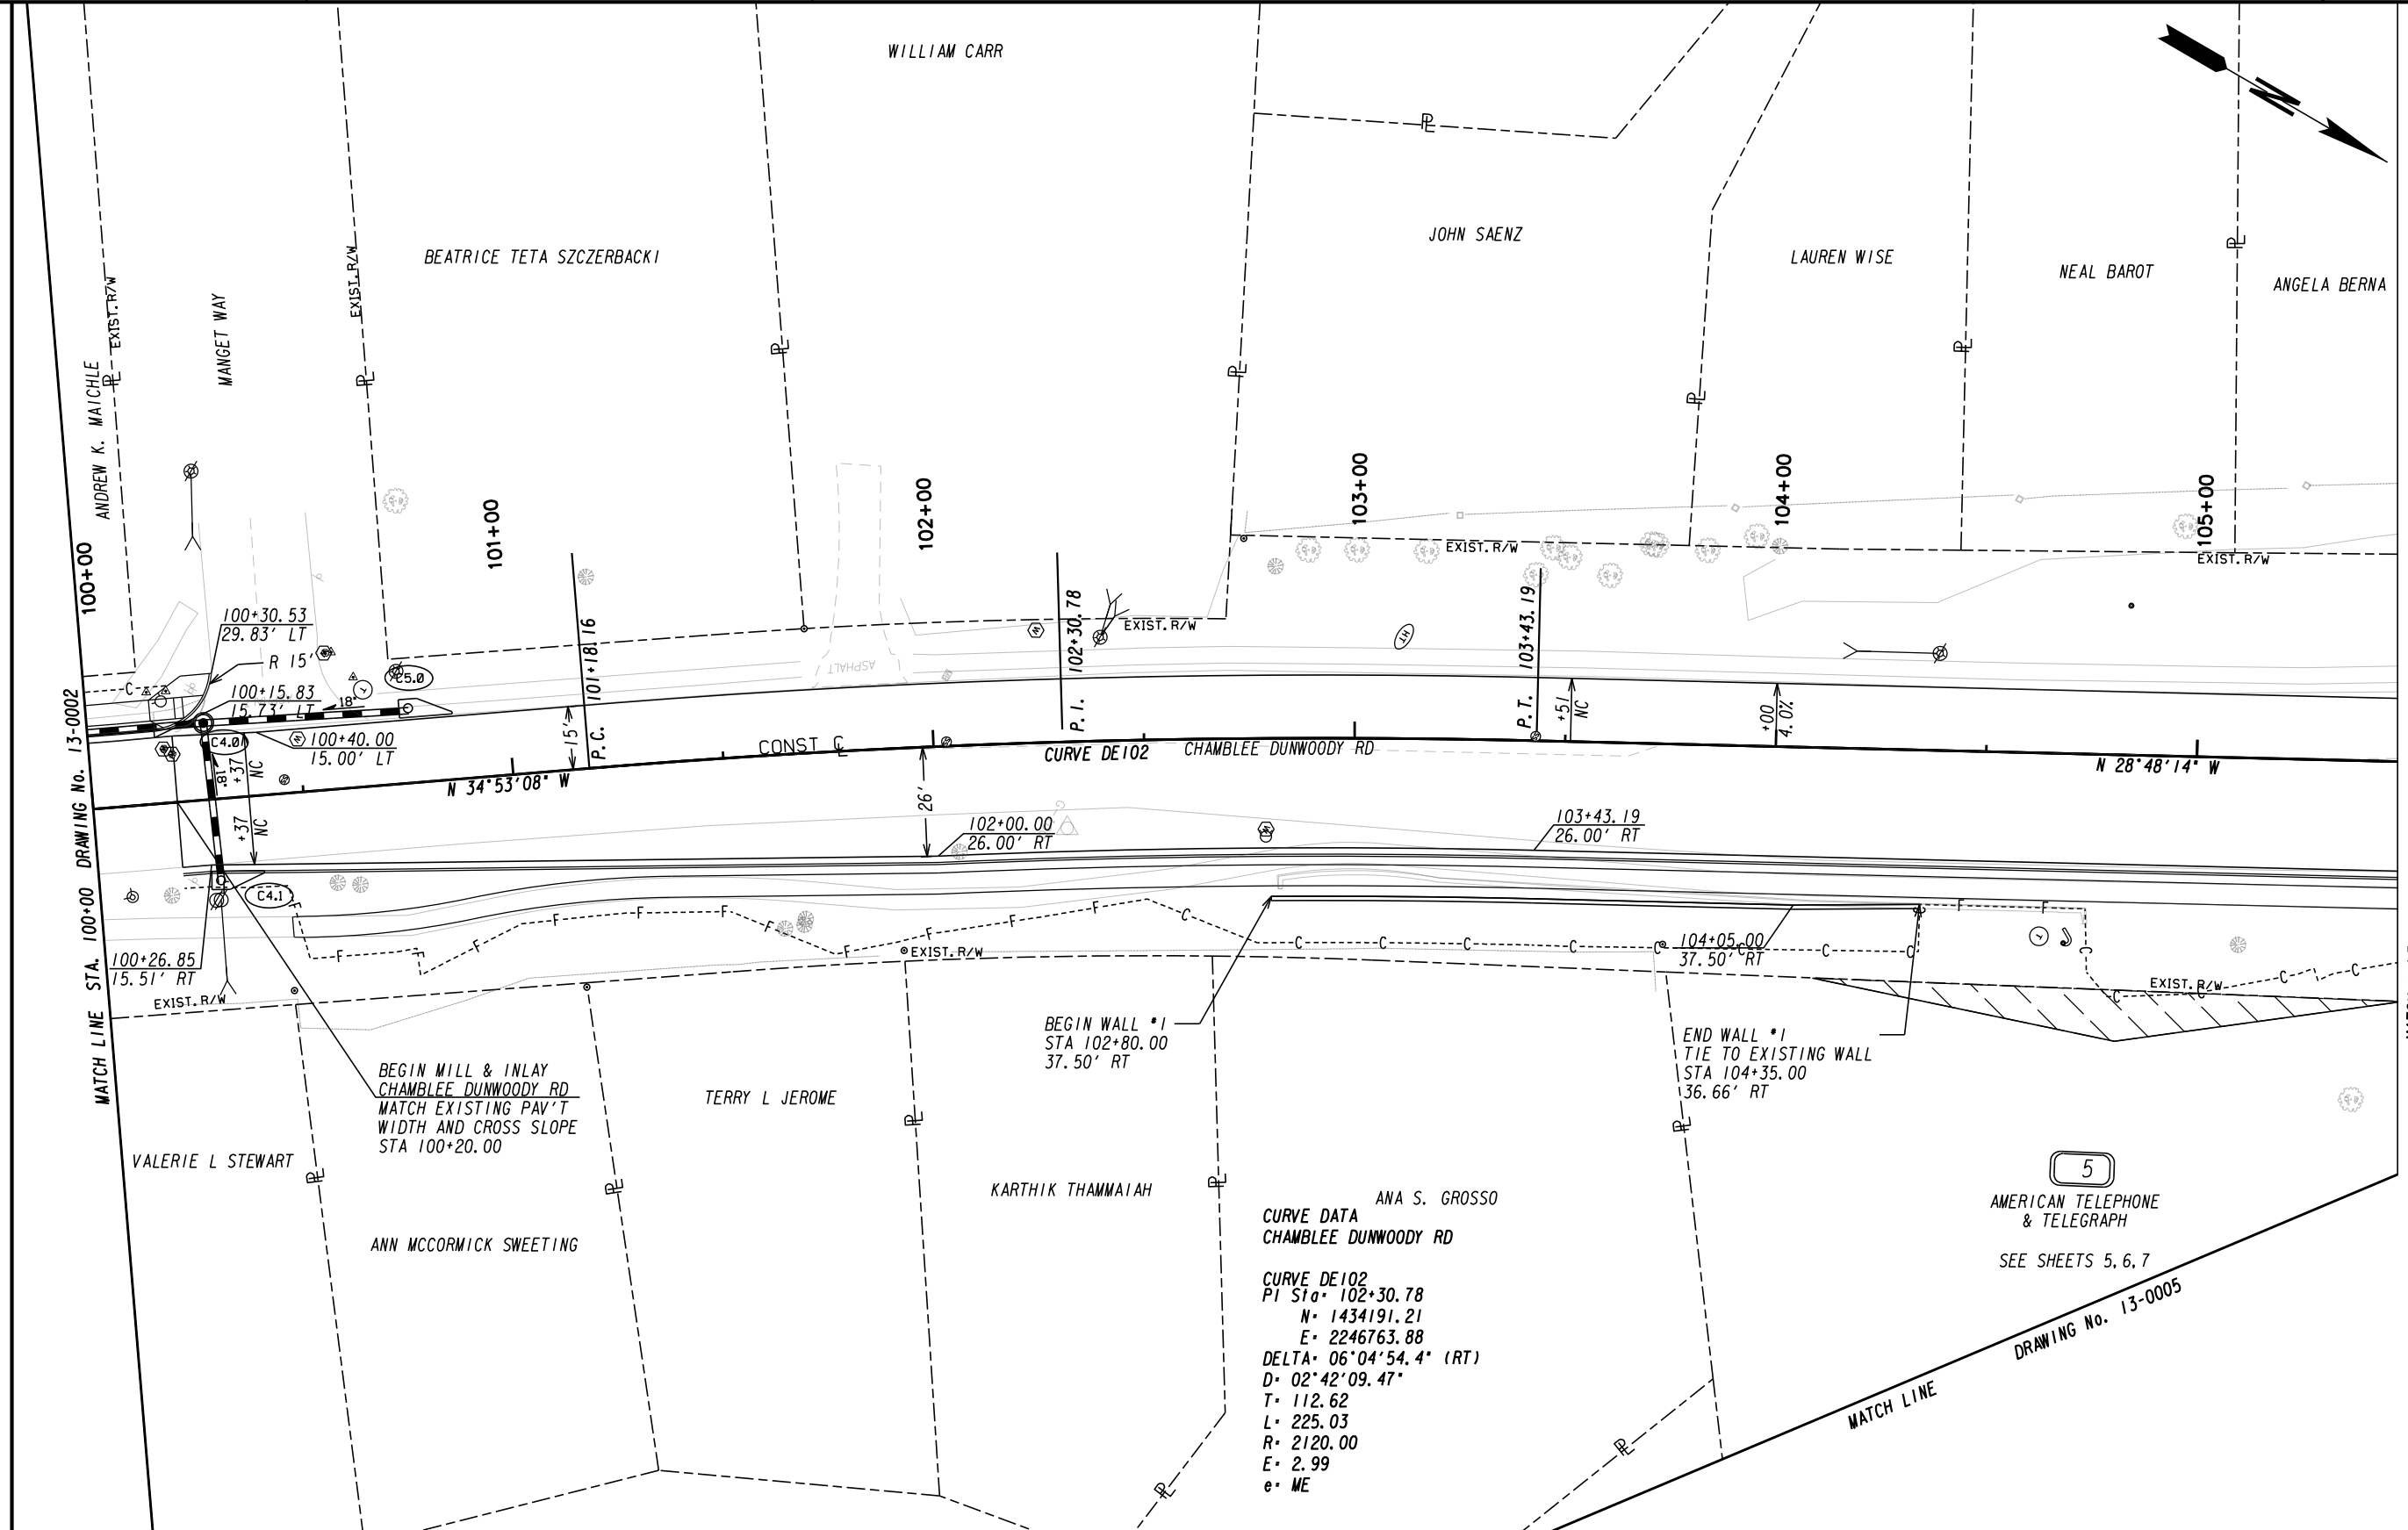 WILLIAM CARR
N
JOHN SAENZ
BEATRICE TETA SZCZERBACKI
LAUREN WISE
NEAL BAROT
ANGELA BERNA
EXIST. R/W
EXIST. R/W
MANGET WAY
ANDREW K. MAICHLE
100+00
101+00
102+00
103+00
104+00
105+00
EXIST. R/W
EXIST. R/W
EXIST. R/W
100+30.53
29.83' LT
R 15'
100+15.83
15.73' LT
18"
C5.0
C4.0
100+40.00
15.00' LT
+37
NC
18"
+37
NC
15'
P. C. 101+18.16
ASPHALT
P. I. 102+30.78
P. T. 103+43.19
+51
NC
+00
4.0%
CONST ℄
CURVE DE102
CHAMBLEE DUNWOODY RD
N 34°53'08" W
N 28°48'14" W
26'
102+00.00
26.00' RT
103+43.19
26.00' RT
C4.1
100+26.85
15.51' RT
EXIST. R/W
EXIST. R/W
104+05.00
37.50' RT
EXIST. R/W
MATCH LINE STA. 100+00 DRAWING No. 13-0002
BEGIN WALL #1
STA 102+80.00
37.50' RT
END WALL #1
TIE TO EXISTING WALL
STA 104+35.00
36.66' RT
BEGIN MILL & INLAY
CHAMBLEE DUNWOODY RD
MATCH EXISTING PAV'T
WIDTH AND CROSS SLOPE
STA 100+20.00
TERRY L JEROME
VALERIE L STEWART
KARTHIK THAMMAIAH
ANA S. GROSSO
ANN MCCORMICK SWEETING
5
AMERICAN TELEPHONE
& TELEGRAPH
SEE SHEETS 5,6,7
CURVE DATA
CHAMBLEE DUNWOODY RD
CURVE DE102
PI Sta= 102+30.78
N= 1434191.21
E= 2246763.88
DELTA= 06°04'54.4" (RT)
D= 02°42'09.47"
T= 112.62
L= 225.03
R= 2120.00
E= 2.99
e= ME
MATCH LINE
DRAWING No. 13-0005